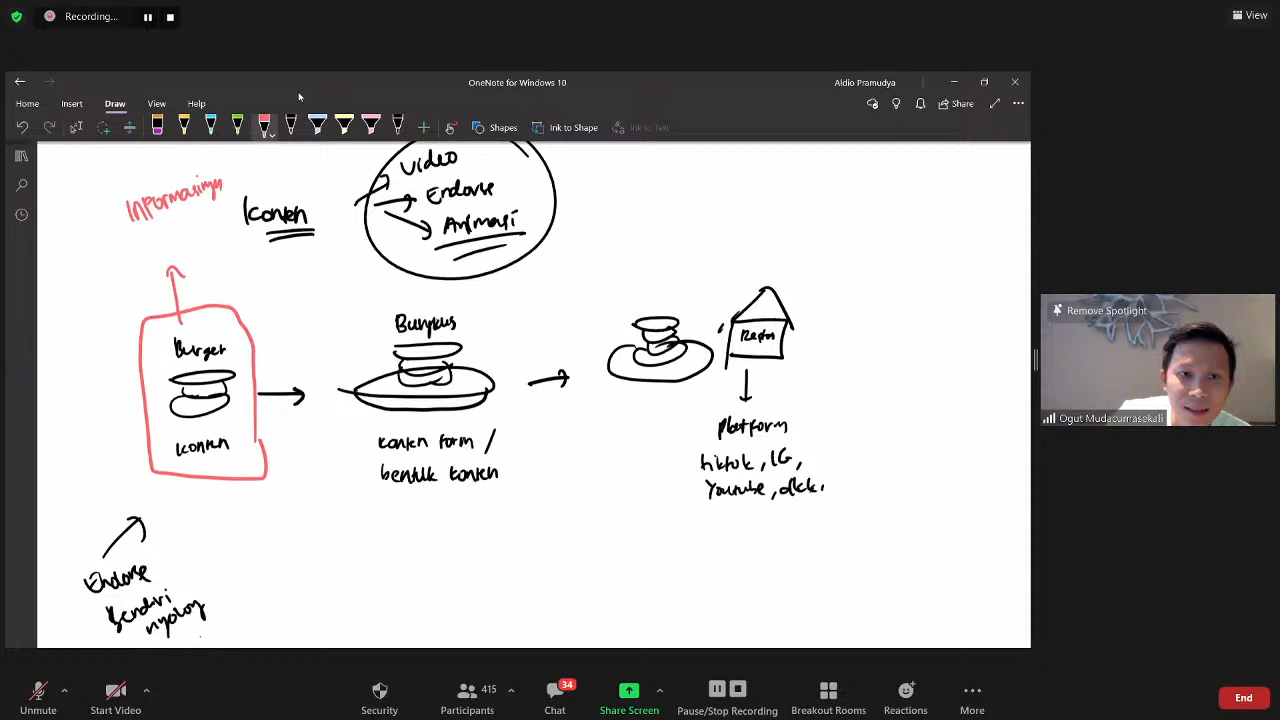 Recording...
View
OneNote for Windows 10
Aldio Pramudya
Home Insert Draw View Help
Share
Shapes
Ink to Shape
Ink to Text
Informasinya
Konten
Video
Endorse
Animasi
Burger
Konten
Bungkus
Konten form /
bentuk konten
Resto
Platform
tiktok, IG,
Youtube, dkk.
Endorse
Sendiri
Remove Spotlight
Ogut Mudacumasekali
Unmute
Start Video
Security
415
Participants
34
Chat
Share Screen
Pause/Stop Recording
Breakout Rooms
Reactions
More
End